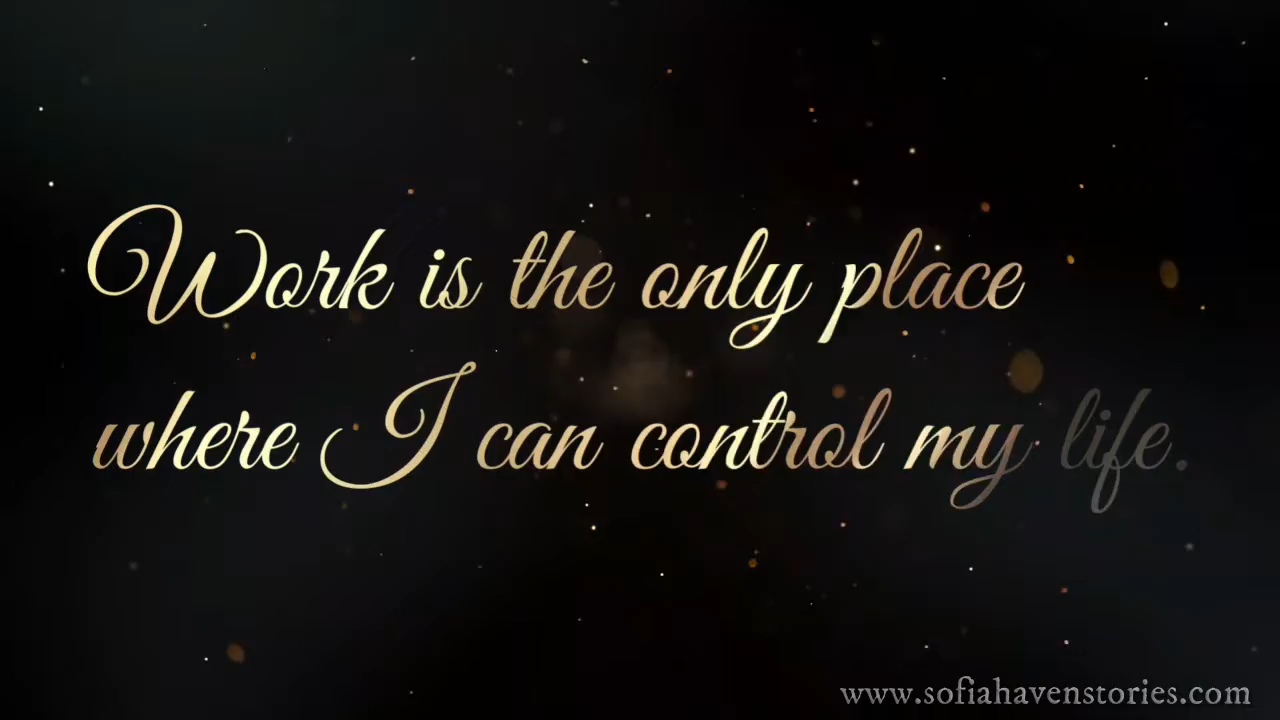 Work is the only place
where I can control my life.
www.sofiahavenstories.com